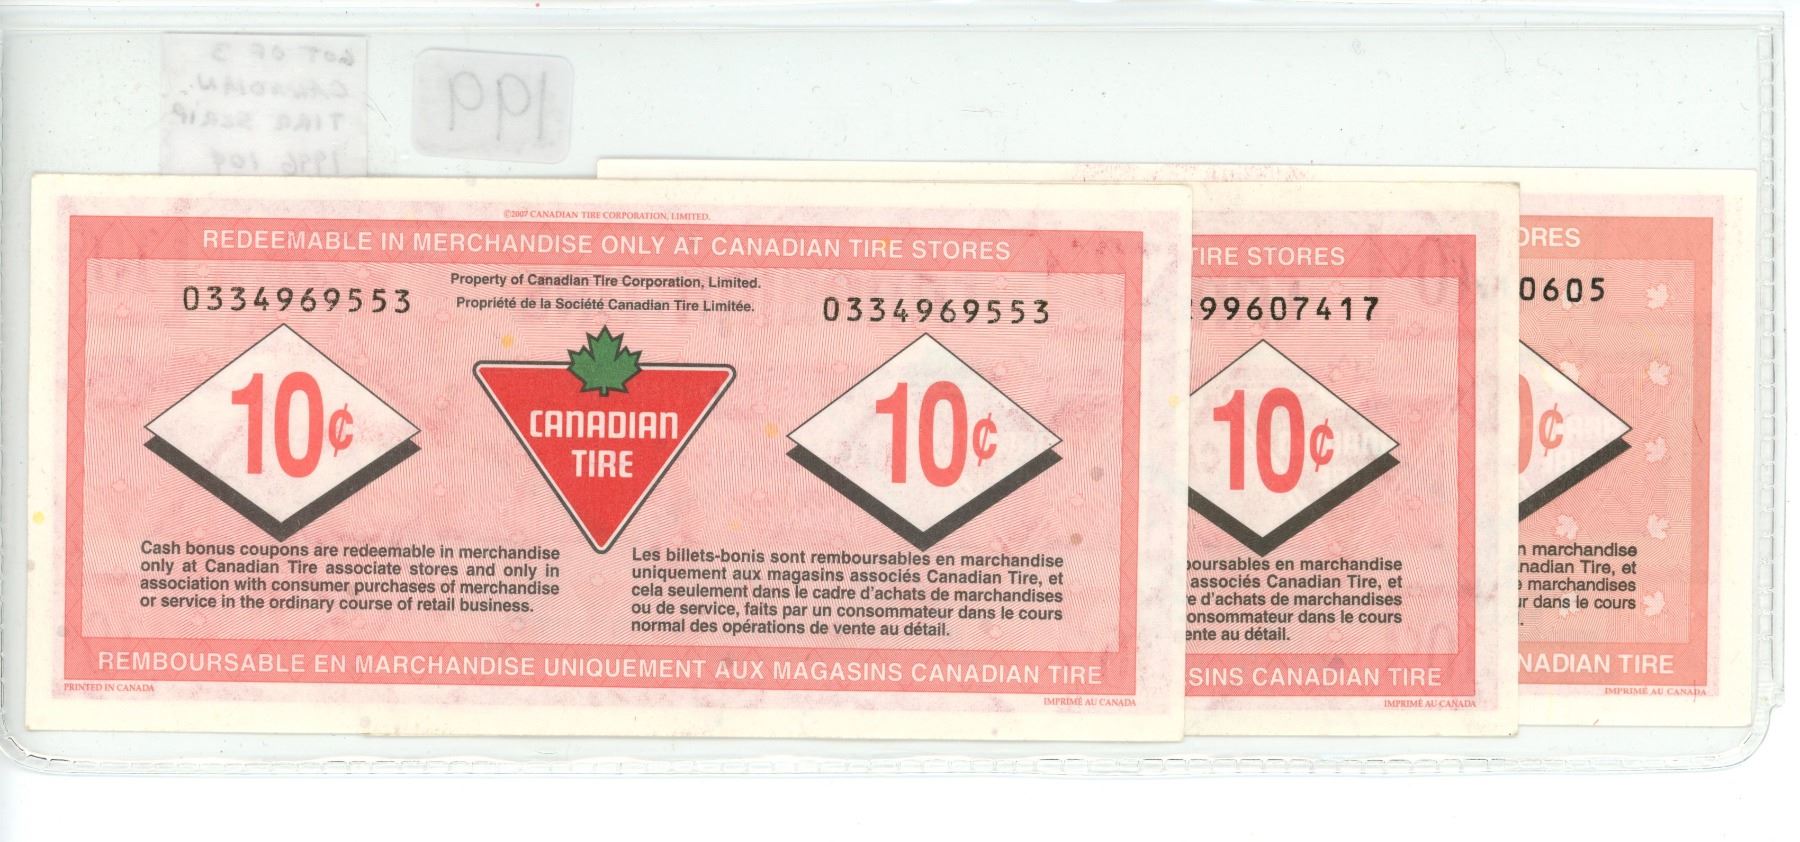 LOT OF 3
CANADIAN
TIRE SCRIP
1996 10¢
199
©2007 CANADIAN TIRE CORPORATION, LIMITED.
REDEEMABLE IN MERCHANDISE ONLY AT CANADIAN TIRE STORES
Property of Canadian Tire Corporation, Limited.
Propriété de la Société Canadian Tire Limitée.
0334969553
0334969553
10¢
CANADIAN
TIRE
10¢
Cash bonus coupons are redeemable in merchandise
only at Canadian Tire associate stores and only in
association with consumer purchases of merchandise
or service in the ordinary course of retail business.
Les billets-bonis sont remboursables en marchandise
uniquement aux magasins associés Canadian Tire, et
cela seulement dans le cadre d'achats de marchandises
ou de service, faits par un consommateur dans le cours
normal des opérations de vente au détail.
REMBOURSABLE EN MARCHANDISE UNIQUEMENT AUX MAGASINS CANADIAN TIRE
PRINTED IN CANADA
IMPRIMÉ AU CANADA
TIRE STORES
99607417
10¢
boursables en marchandise
associés Canadian Tire, et
re d'achats de marchandises
onsommateur dans le cours
ente au détail.
SINS CANADIAN TIRE
IMPRIMÉ AU CANADA
ORES
0605
0¢
n marchandise
nadian Tire, et
e marchandises
ur dans le cours
.
NADIAN TIRE
IMPRIMÉ AU CANADA